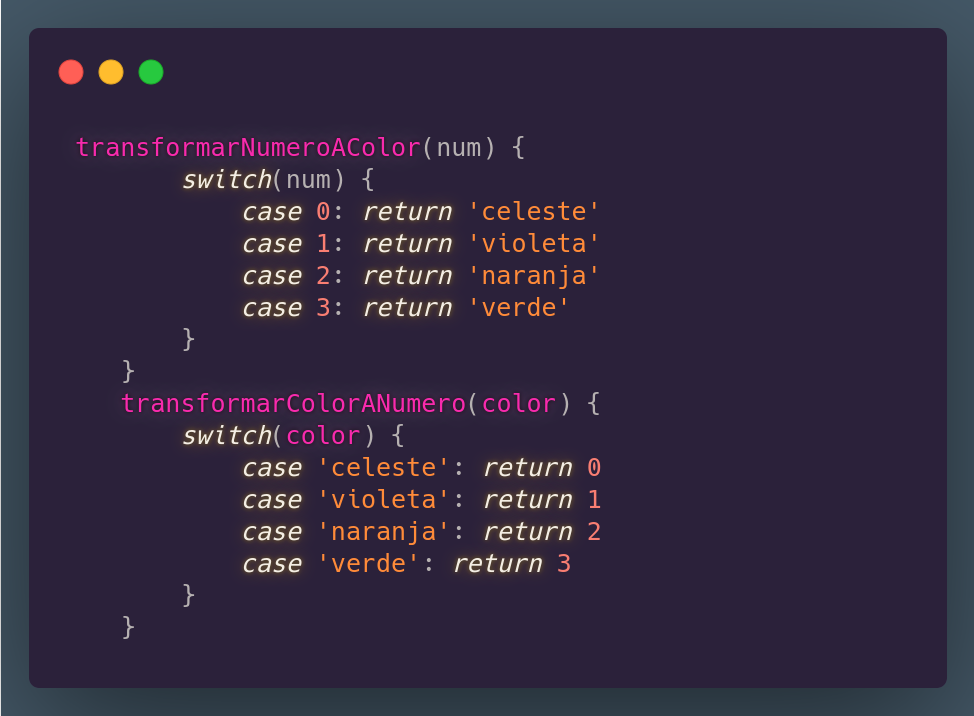 transformarNumeroAColor(num) {
switch(num) {
case 0: return 'celeste'
case 1: return 'violeta'
case 2: return 'naranja'
case 3: return 'verde'
}
}
transformarColorANumero(color) {
switch(color) {
case 'celeste': return 0
case 'violeta': return 1
case 'naranja': return 2
case 'verde': return 3
}
}